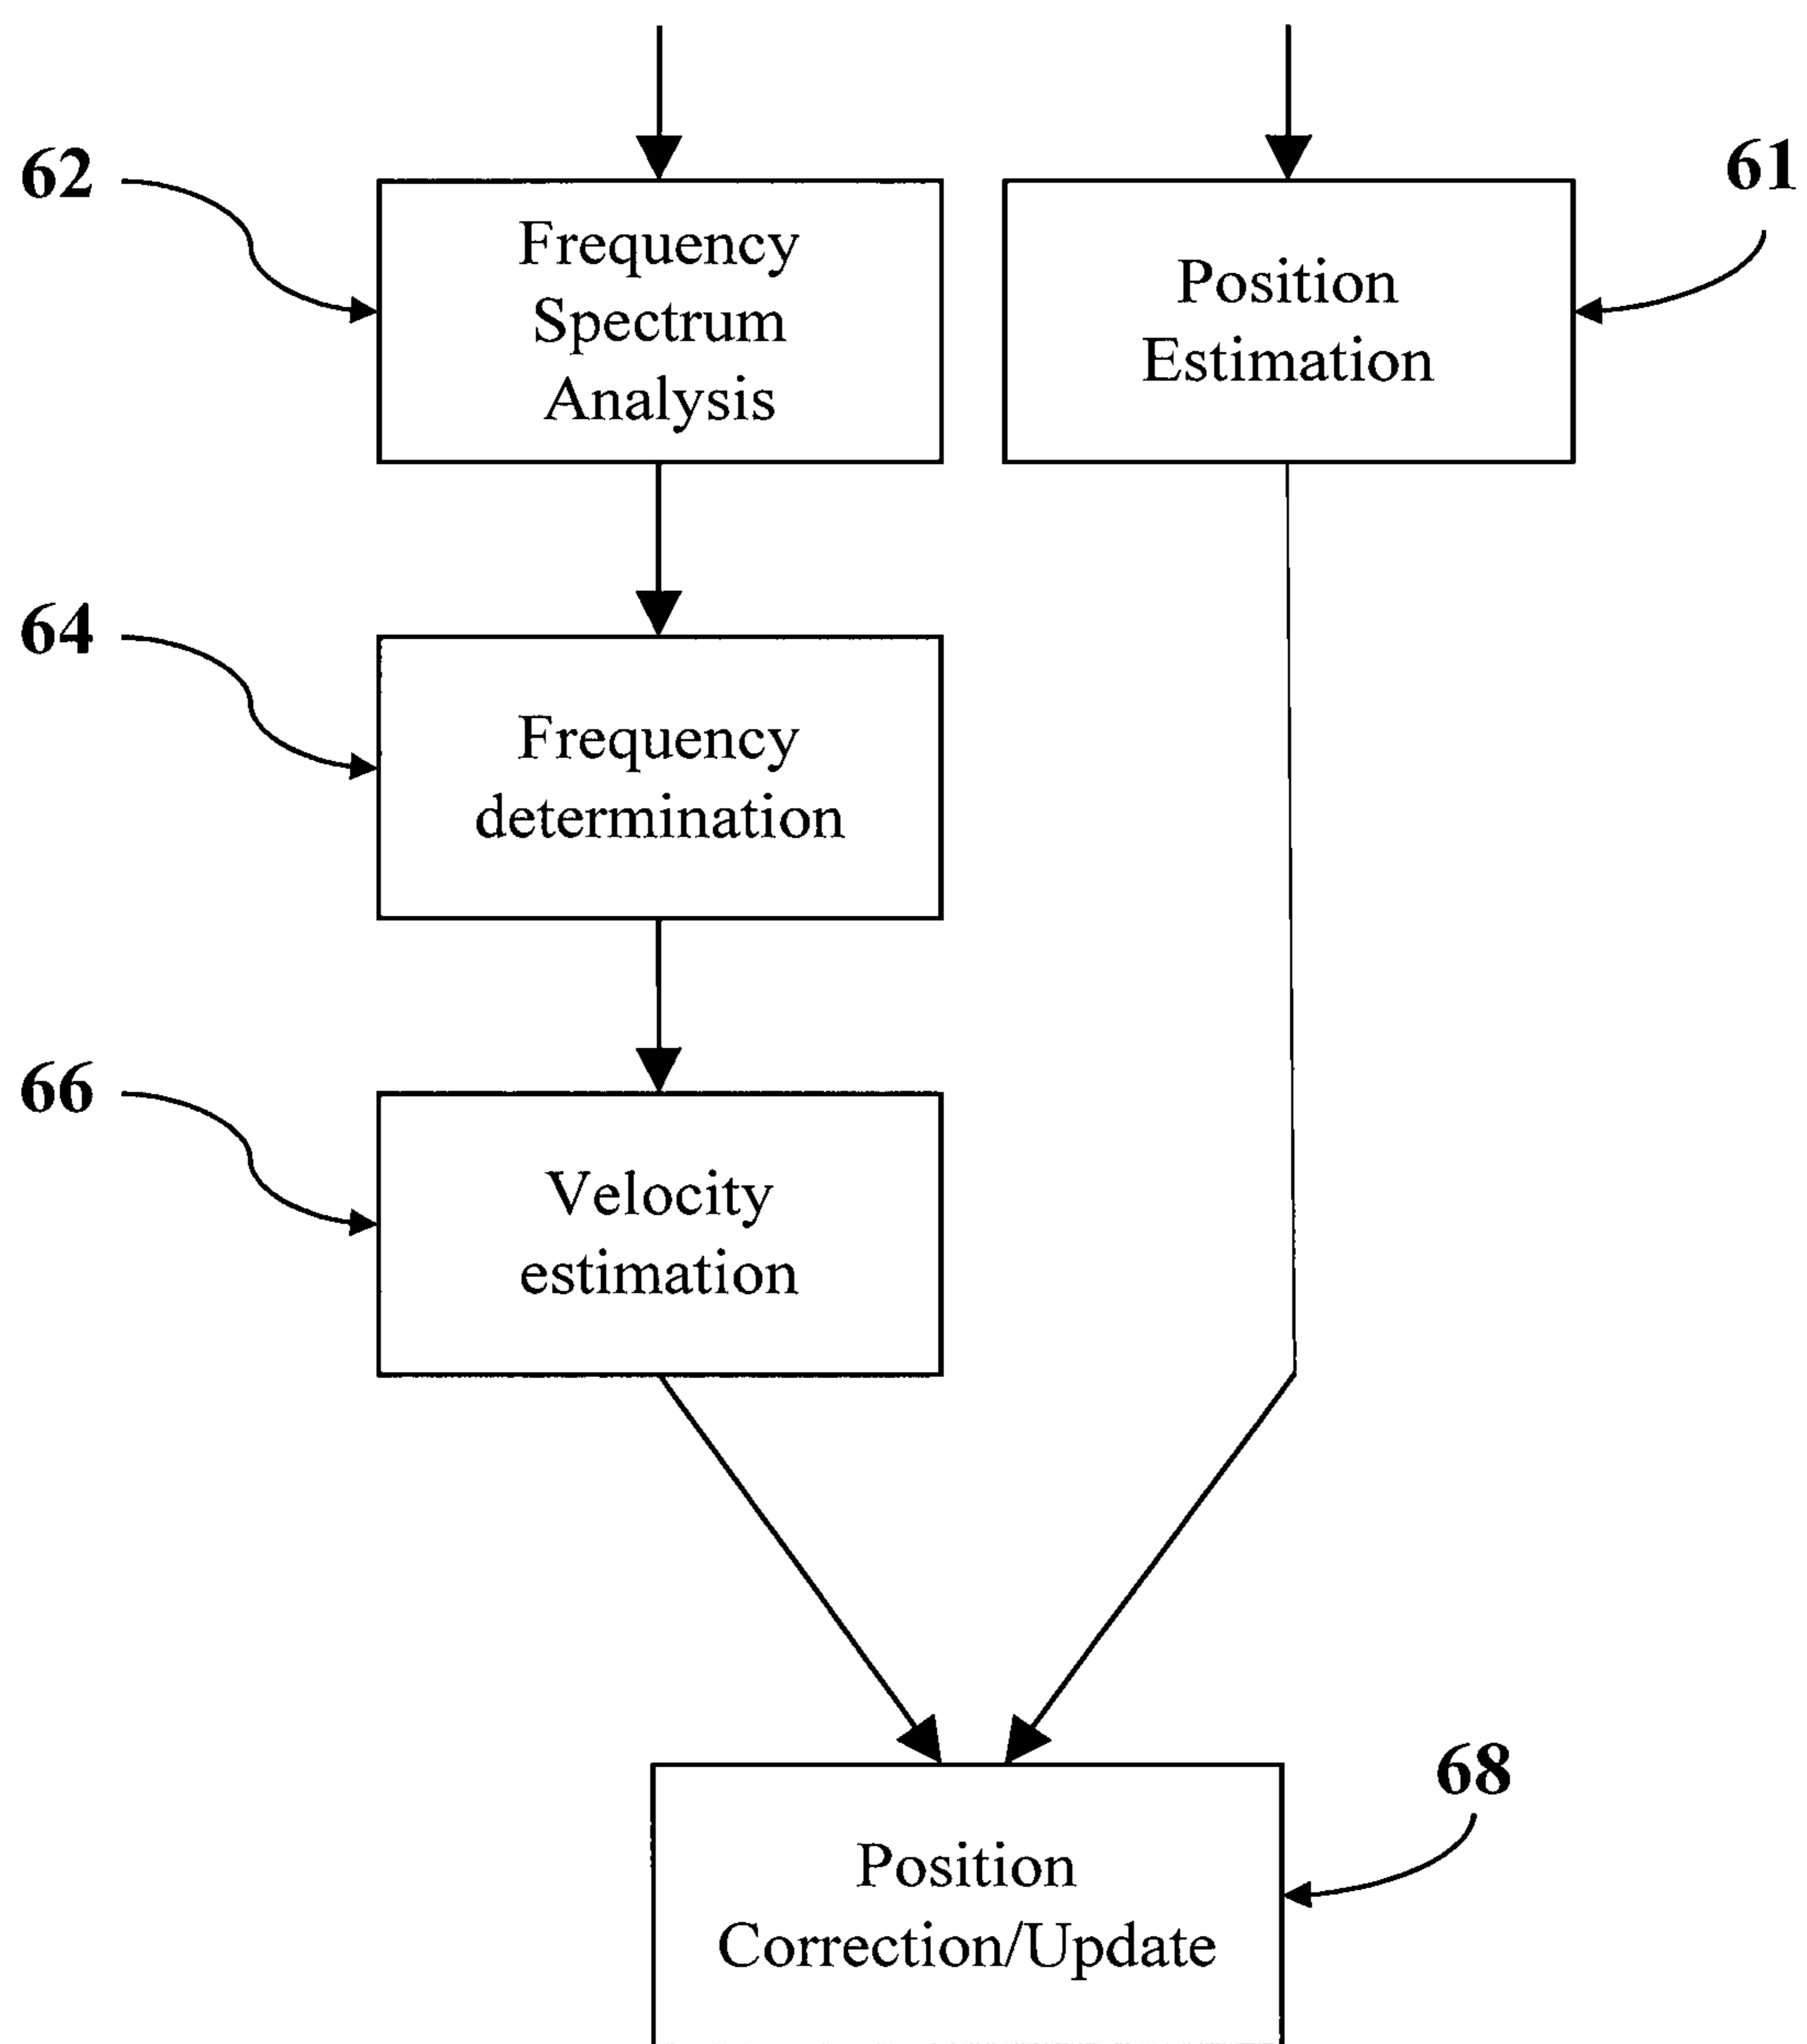 62
Frequency
Spectrum
Analysis
Position
Estimation
61
64
Frequency
determination
66
Velocity
estimation
68
Position
Correction/Update